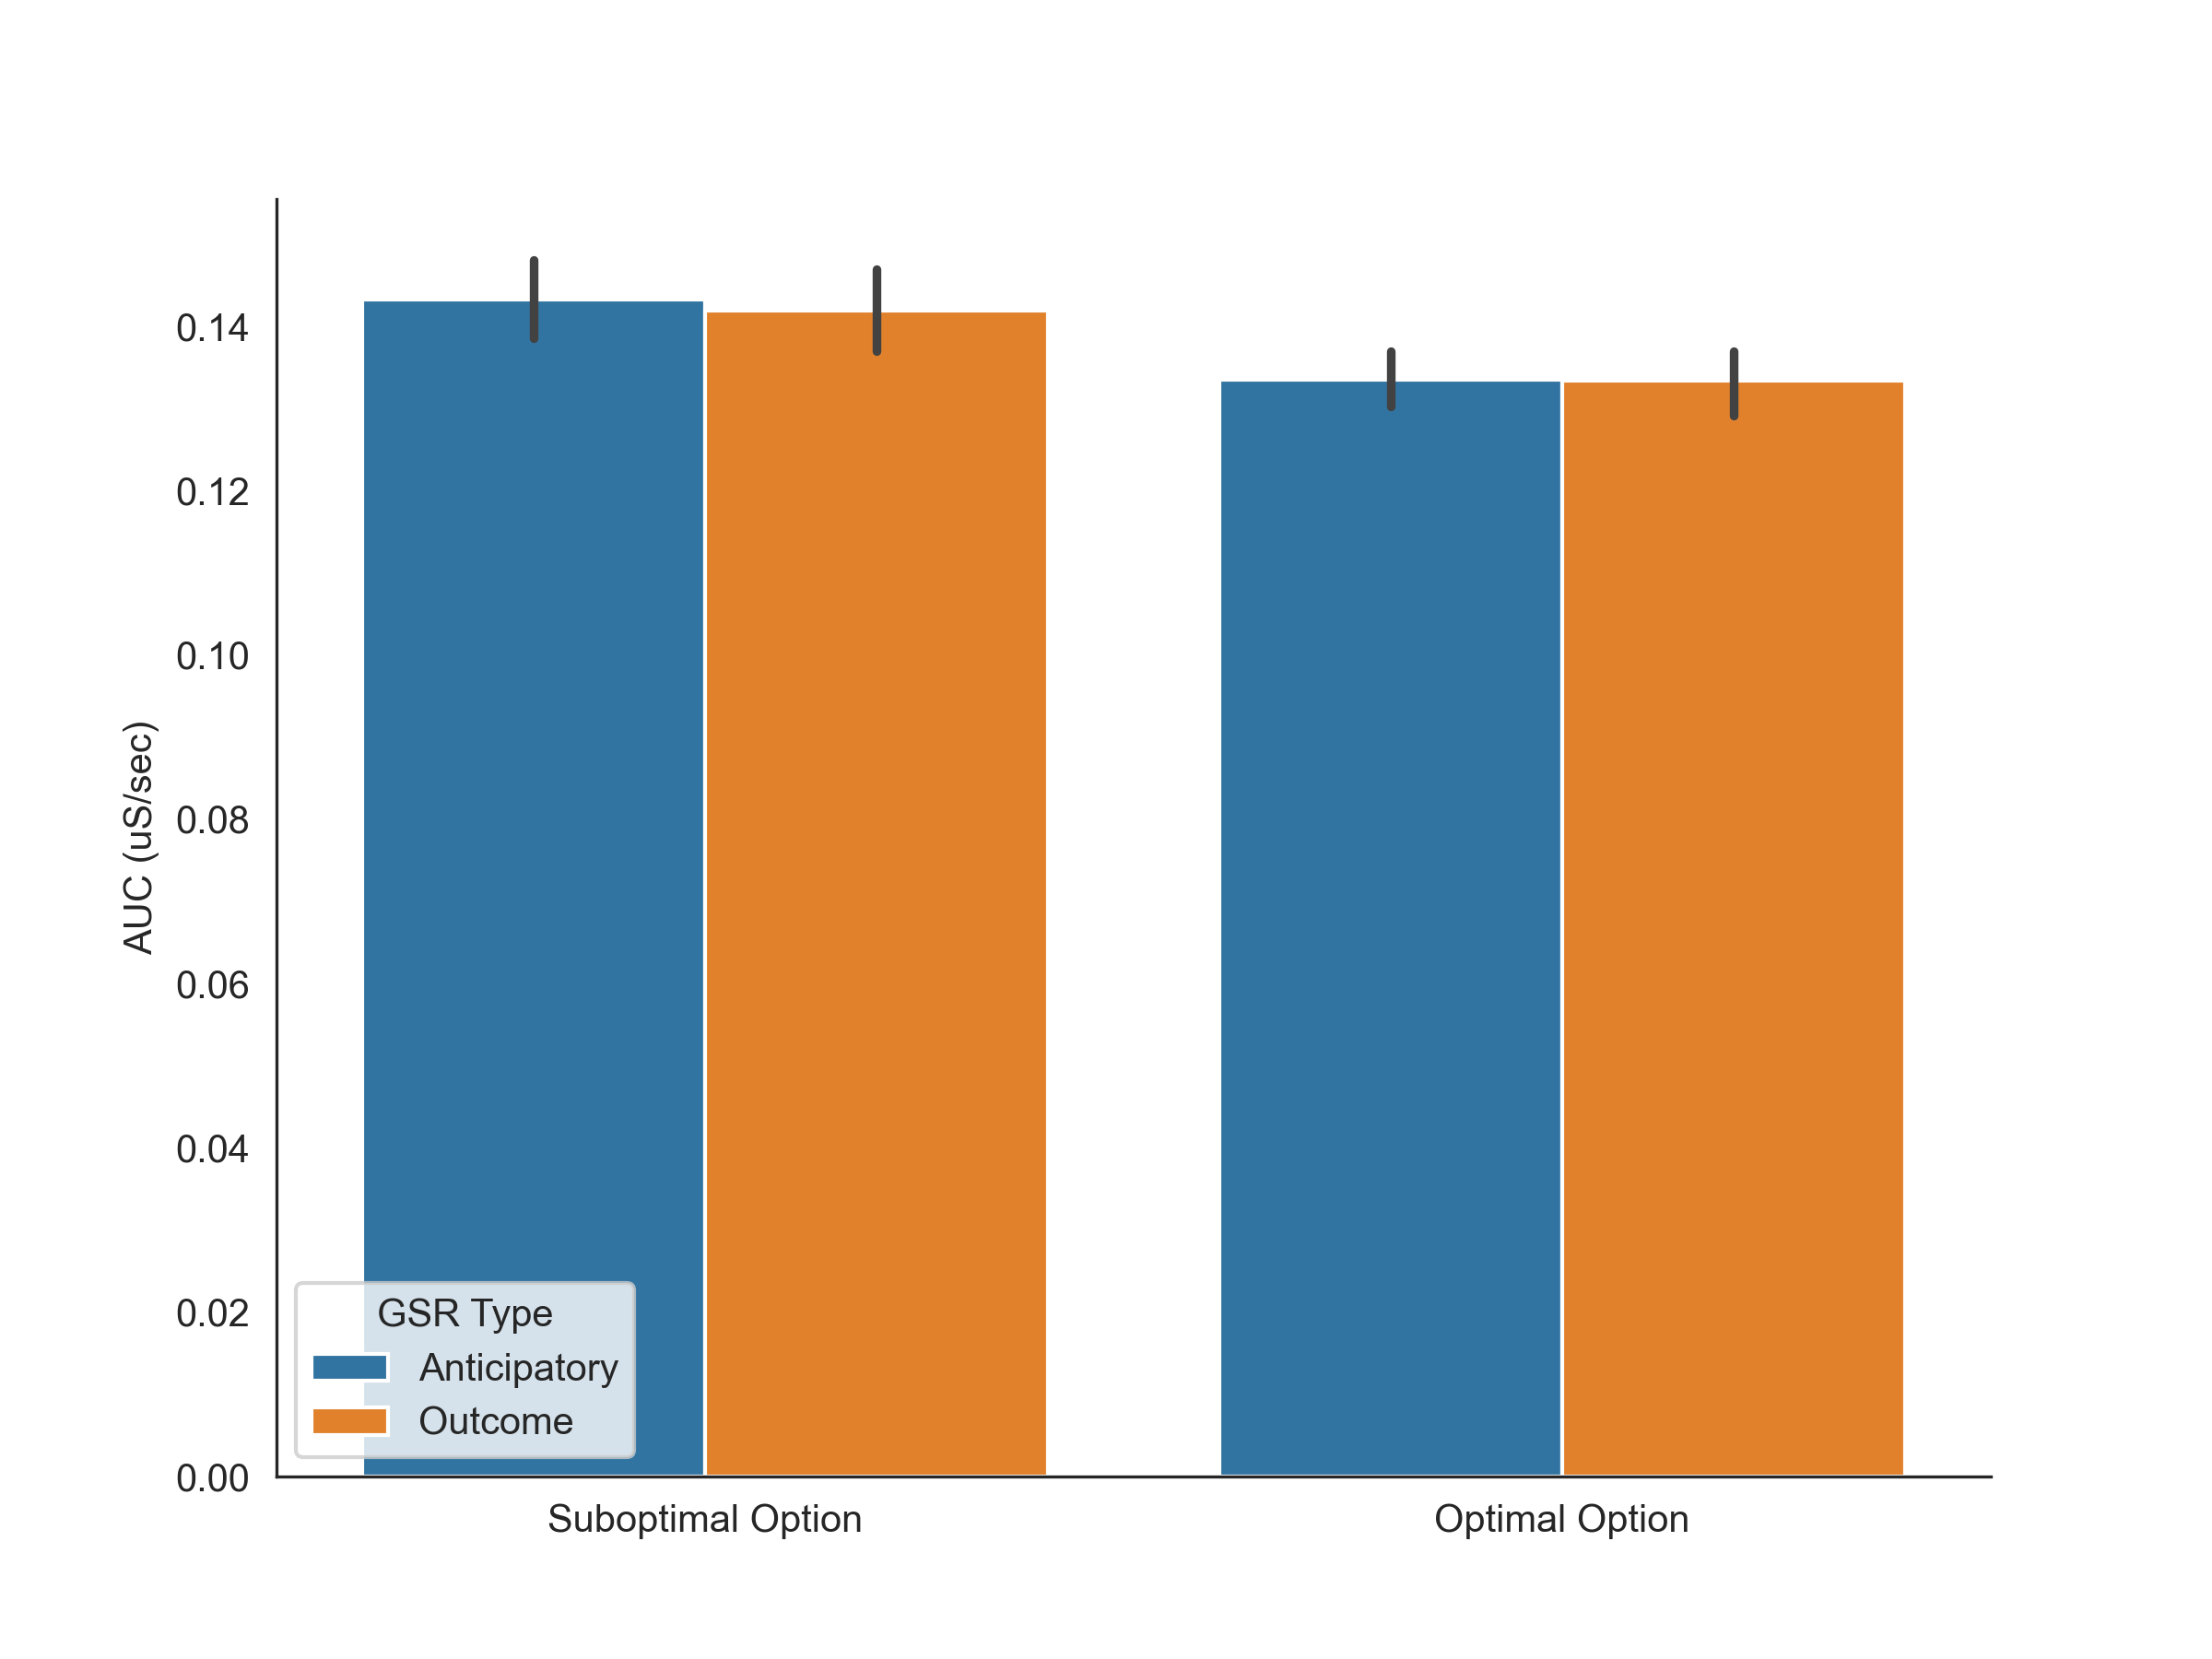 0.14
0.12
0.10
0.08
0.06
0.04
0.02
0.00
AUC (uS/sec)
GSR Type
Anticipatory
Outcome
Suboptimal Option
Optimal Option